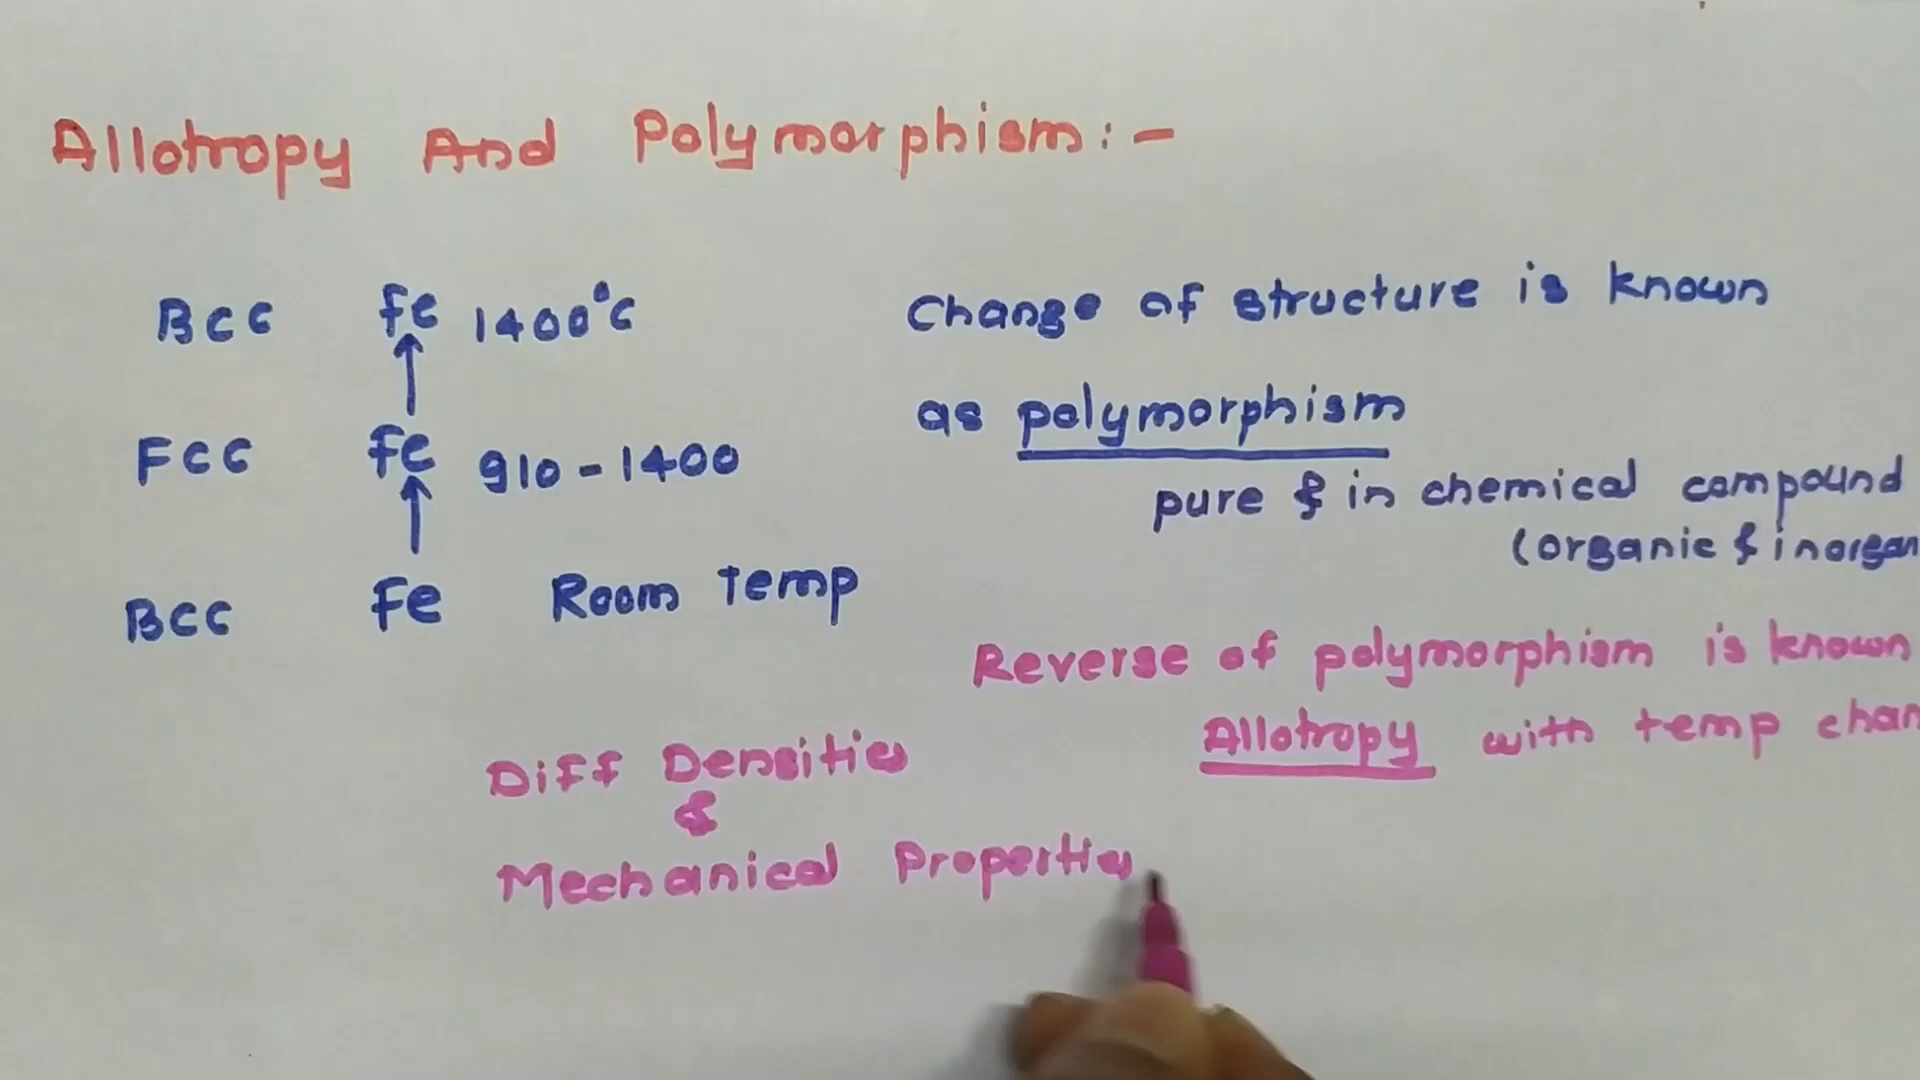 Allotropy And Polymorphism:-
BCC Fe 1400°C
FCC Fe 910-1400
BCC Fe Room Temp
Change of structure is known
as polymorphism
pure & in chemical compound
(organic & inorgan
Reverse of polymorphism is known
Allotropy with temp chan
Diff Densities
&
Mechanical Properties